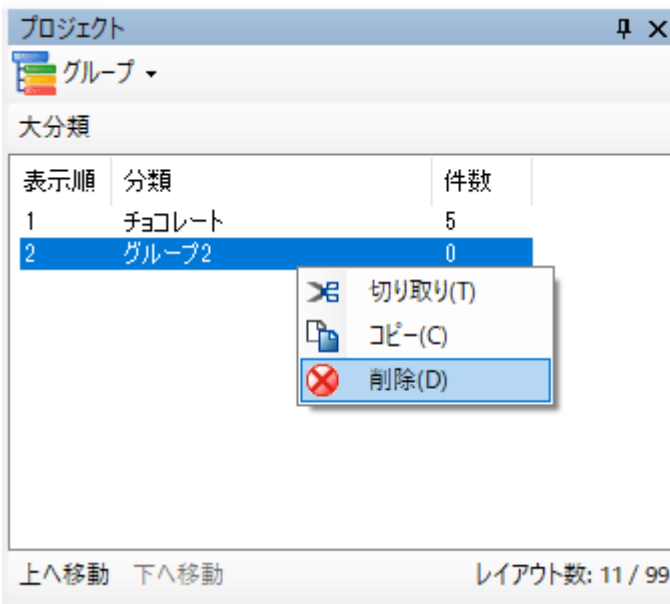 プロジェクト
グループ
大分類
表示順 分類 件数
1 チョコレート 5
2 グループ2 0
切り取り(T)
コピー(C)
削除(D)
上へ移動 下へ移動 レイアウト数: 11 / 99